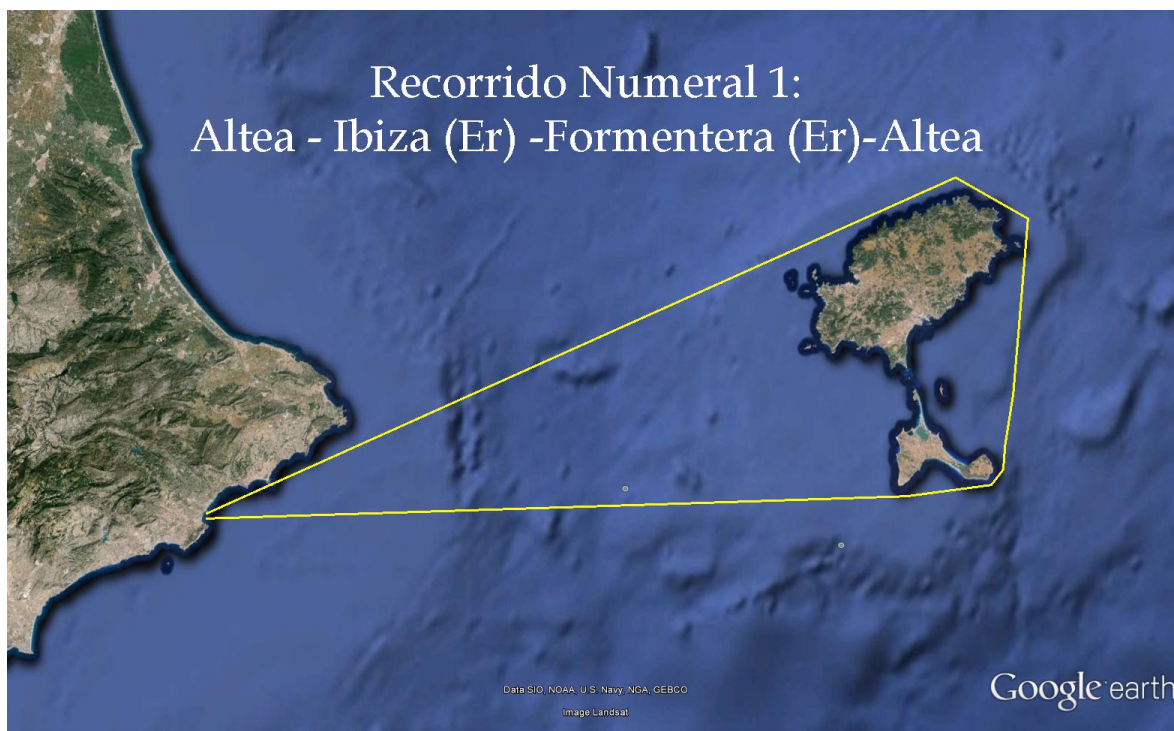 Recorrido Numeral 1:
Altea - Ibiza (Er) -Formentera (Er)-Altea
Data SIO, NOAA, U.S. Navy, NGA, GEBCO
Image Landsat
Google earth